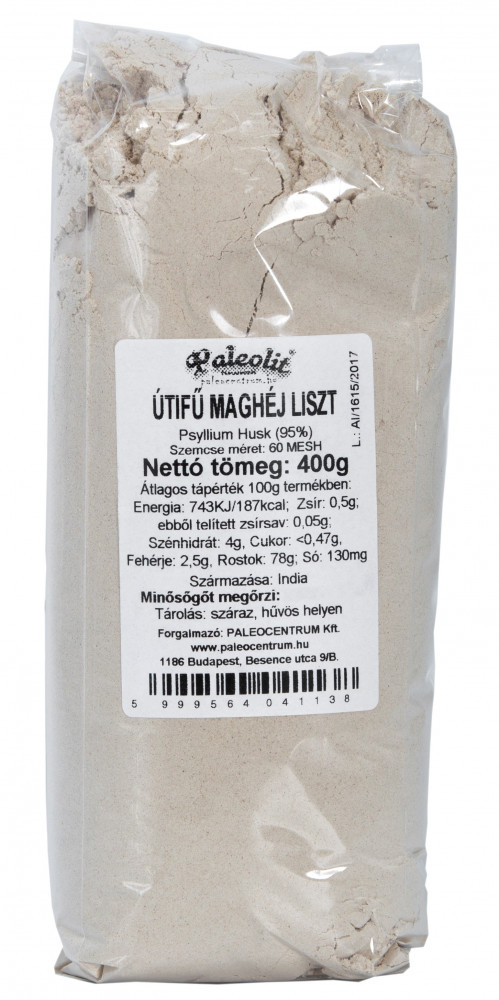 Paleolit
paleocentrum.hu
ÚTIFŰ MAGHÉJ LISZT
Psyllium Husk (95%)
Szemcse méret: 60 MESH
Nettó tömeg: 400g
Átlagos tápérték 100g termékben:
Energia: 743KJ/187kcal; Zsír: 0,5g;
ebből telített zsírsav: 0,05g;
Szénhidrát: 4g, Cukor: <0,47g,
Fehérje: 2,5g, Rostok: 78g; Só: 130mg
Származása: India
Minősőgőt megőrzi:
Tárolás: száraz, hűvös helyen
Forgalmazó: PALEOCENTRUM Kft.
www.paleocentrum.hu
1186 Budapest, Besence utca 9/B.
5 999564 041138
L.: AI/1615/2017